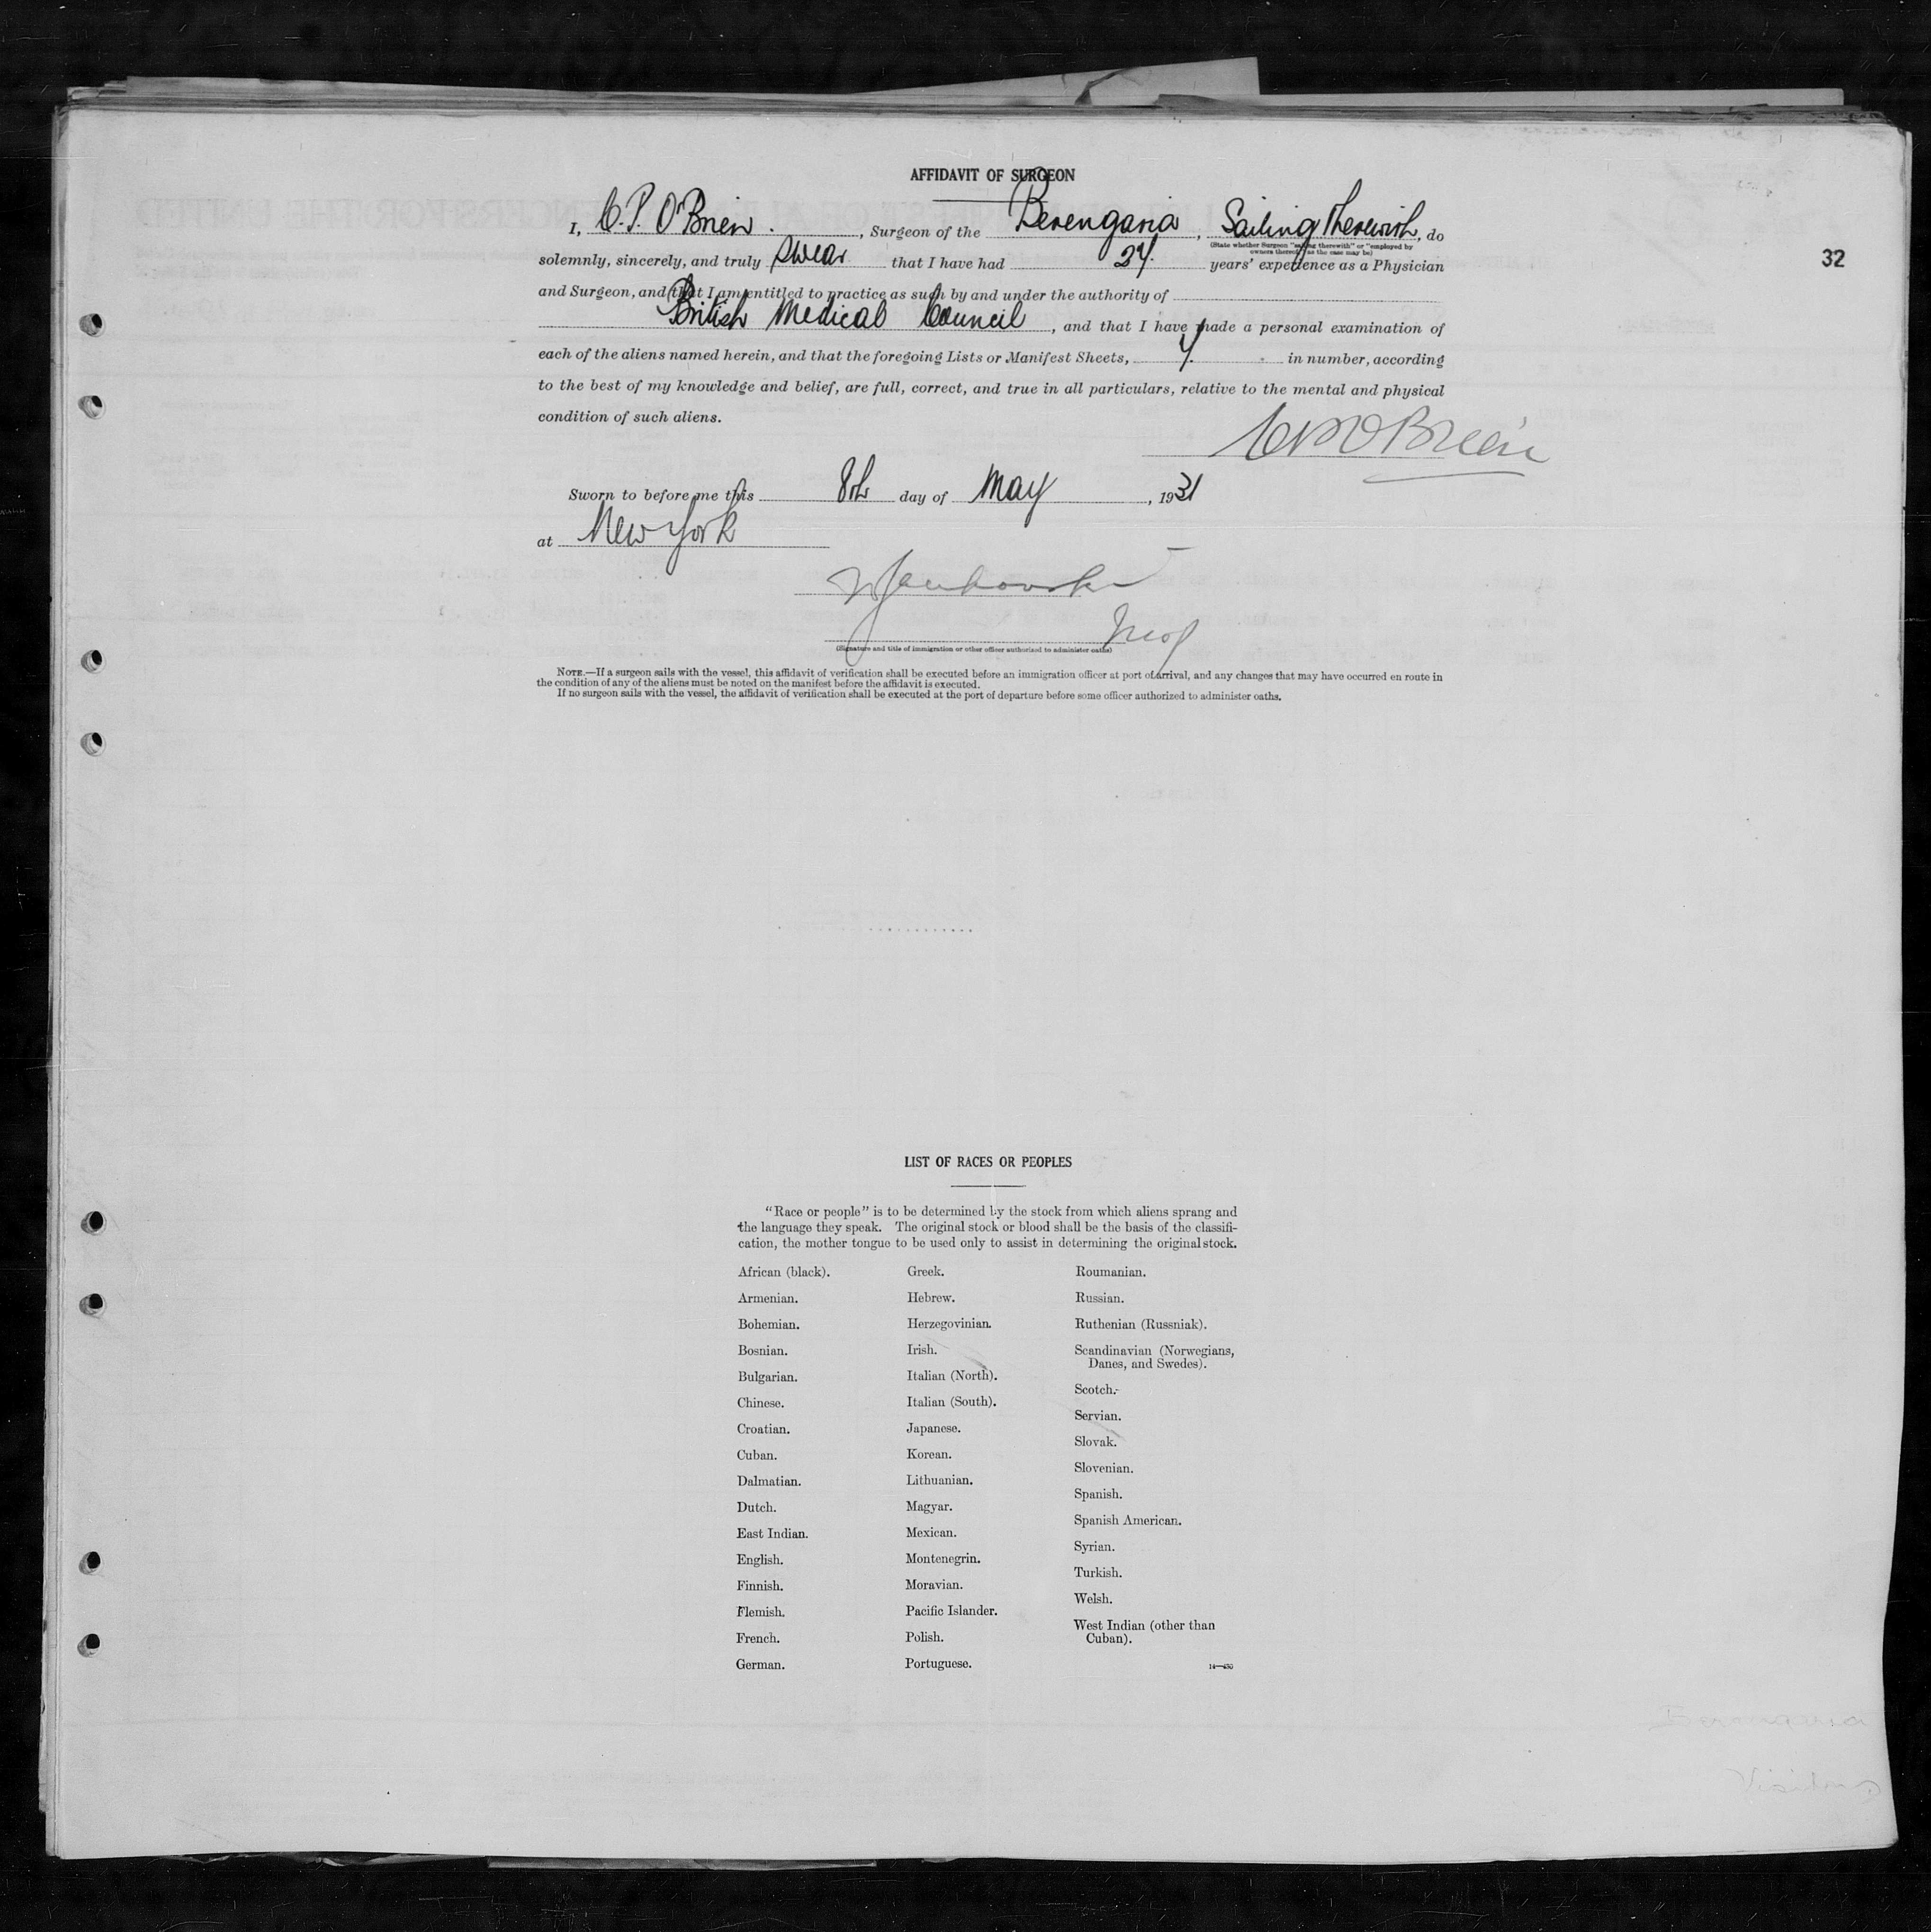 AFFIDAVIT OF SURGEON
I, C.P. O'Brien. , Surgeon of the Berengaria , Sailing Therewith , do
(State whether Surgeon "sailing therewith" or "employed by
owners thereof," as the case may be)
32
solemnly, sincerely, and truly swear that I have had 24. years' experience as a Physician
and Surgeon, and that I am entitled to practice as such by and under the authority of
British Medical Council , and that I have made a personal examination of
each of the aliens named herein, and that the foregoing Lists or Manifest Sheets, in number, according
to the best of my knowledge and belief, are full, correct, and true in all particulars, relative to the mental and physical
condition of such aliens.
CP O'Brien
Sworn to before me this 8th day of May , 1931
at New York
(Signature and title of immigration or other officer authorized to administer oaths)
NOTE.—If a surgeon sails with the vessel, this affidavit of verification shall be executed before an immigration officer at port of arrival, and any changes that may have occurred en route in
the condition of any of the aliens must be noted on the manifest before the affidavit is executed.
If no surgeon sails with the vessel, the affidavit of verification shall be executed at the port of departure before some officer authorized to administer oaths.
LIST OF RACES OR PEOPLES
"Race or people" is to be determined by the stock from which aliens sprang and
the language they speak. The original stock or blood shall be the basis of the classifi-
cation, the mother tongue to be used only to assist in determining the original stock.
African (black).
Armenian.
Bohemian.
Bosnian.
Bulgarian.
Chinese.
Croatian.
Cuban.
Dalmatian.
Dutch.
East Indian.
English.
Finnish.
Flemish.
French.
German.
Greek.
Hebrew.
Herzegovinian.
Irish.
Italian (North).
Italian (South).
Japanese.
Korean.
Lithuanian.
Magyar.
Mexican.
Montenegrin.
Moravian.
Pacific Islander.
Polish.
Portuguese.
Roumanian.
Russian.
Ruthenian (Russniak).
Scandinavian (Norwegians,
Danes, and Swedes).
Scotch.
Servian.
Slovak.
Slovenian.
Spanish.
Spanish American.
Syrian.
Turkish.
Welsh.
West Indian (other than
Cuban).
Berengaria
Visitors